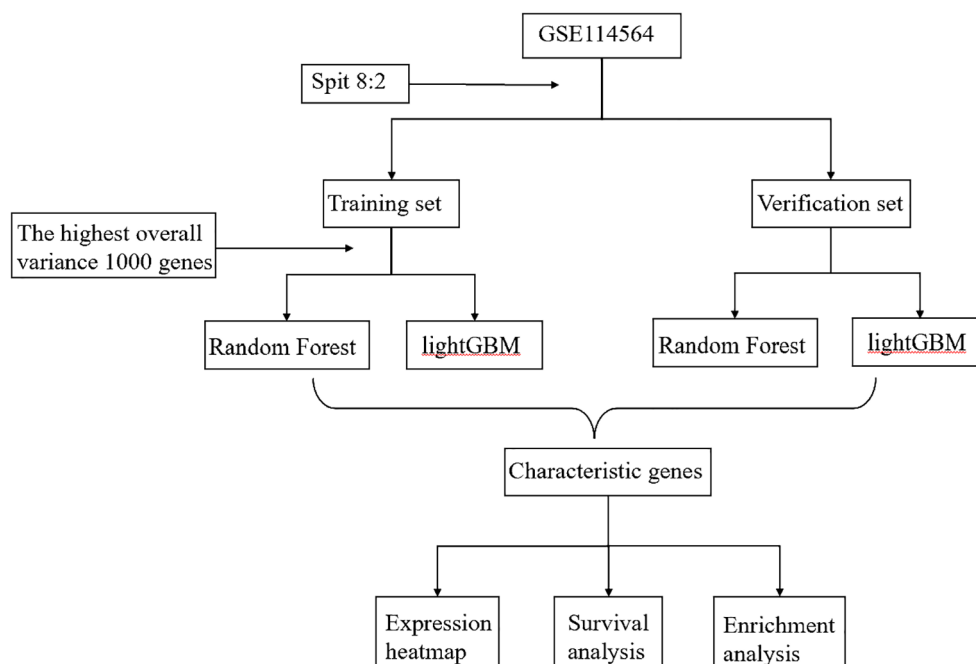 GSE114564
Spit 8:2
Training set
Verification set
The highest overall
variance 1000 genes
Random Forest
lightGBM
Random Forest
lightGBM
Characteristic genes
Expression
heatmap
Survival
analysis
Enrichment
analysis